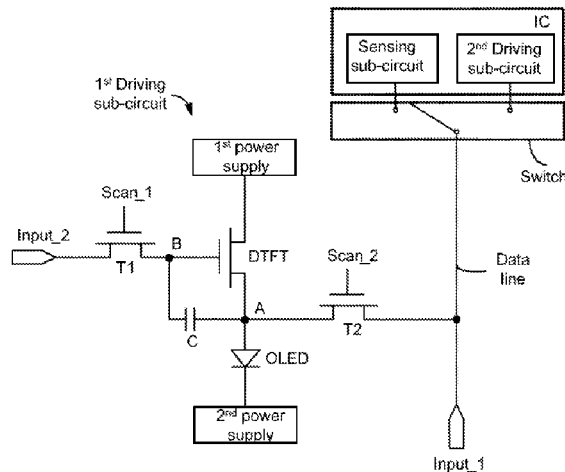 IC
Sensing
sub-circuit
2nd Driving
sub-circuit
1st Driving
sub-circuit
1st power
supply
Switch
Scan_1
Input_2
B
DTFT
T1
Scan_2
Data
line
A
C
T2
OLED
2nd power
supply
Input_1